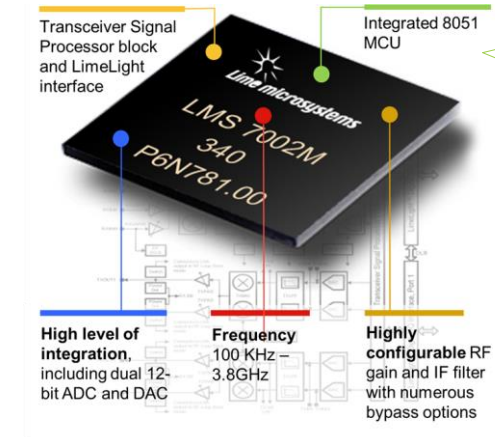 Transceiver Signal
Processor block
and LimeLight
interface
Integrated 8051
MCU
Lime microsystems
LMS 7002M
340
P6N781.00
High level of
integration,
including dual 12-
bit ADC and DAC
Frequency
100 KHz –
3.8GHz
Highly
configurable RF
gain and IF filter
with numerous
bypass options